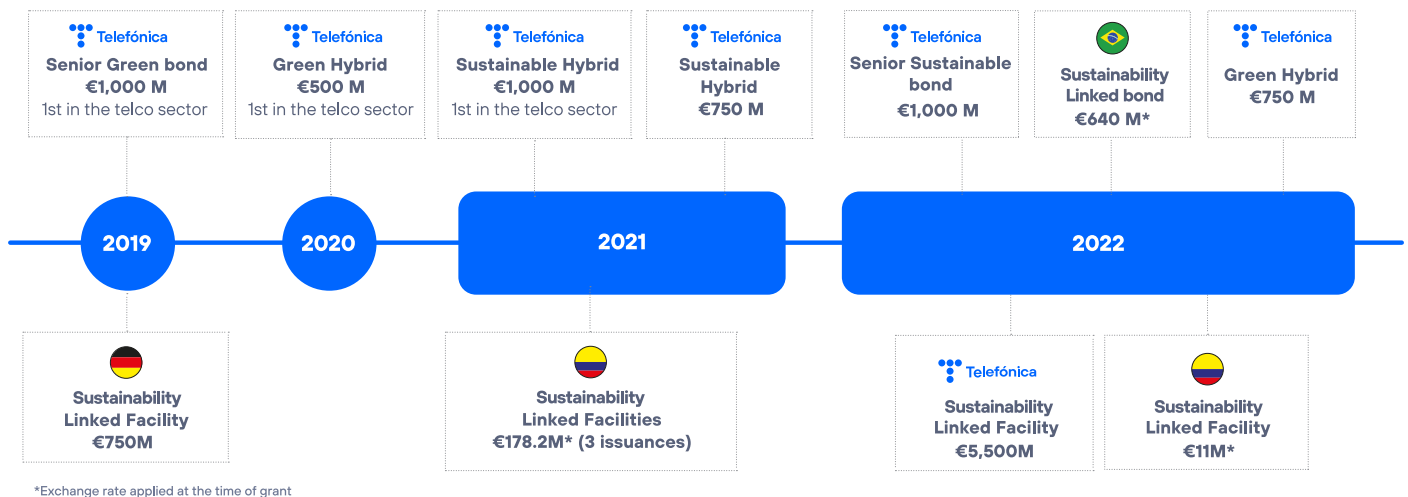 Telefónica
Senior Green bond
€1,000 M
1st in the telco sector
Telefónica
Green Hybrid
€500 M
1st in the telco sector
Telefónica
Sustainable Hybrid
€1,000 M
1st in the telco sector
Telefónica
Sustainable
Hybrid
€750 M
Telefónica
Senior Sustainable
bond
€1,000 M
Sustainability
Linked bond
€640 M*
Telefónica
Green Hybrid
€750 M
2019
2020
2021
2022
Sustainability
Linked Facility
€750M
Sustainability
Linked Facilities
€178.2M* (3 issuances)
Telefónica
Sustainability
Linked Facility
€5,500M
Sustainability
Linked Facility
€11M*
*Exchange rate applied at the time of grant